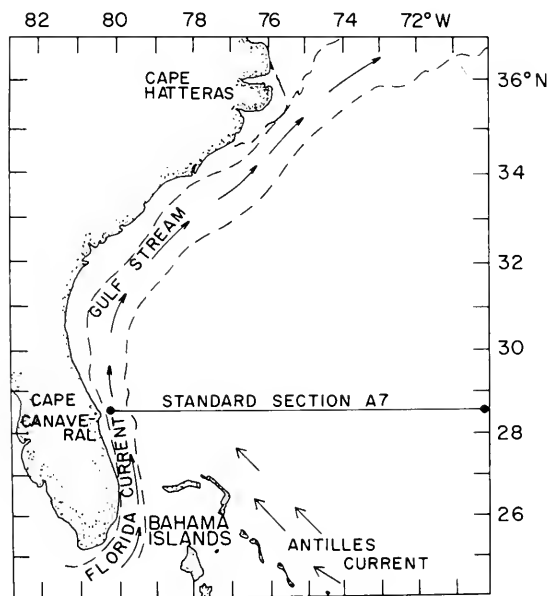 82 80 78 76 74 72°W
CAPE
HATTERAS
36°N
34
GULF STREAM
32
30
STANDARD SECTION A7
CAPE
CANAVE-
RAL
28
FLORIDA CURRENT
BAHAMA
ISLANDS
26
ANTILLES
CURRENT